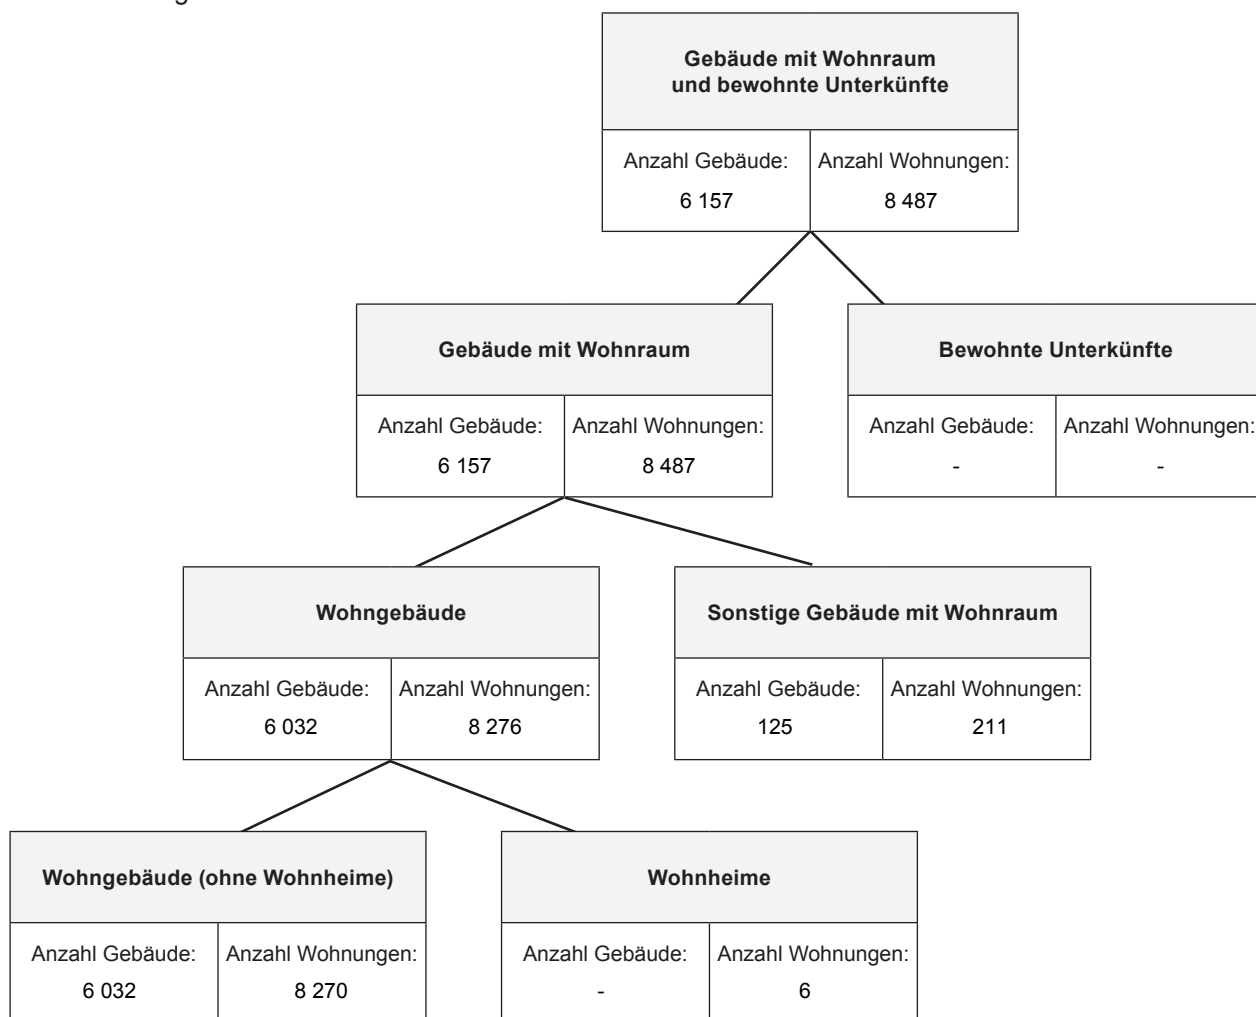 Gebäude mit Wohnraum
und bewohnte Unterkünfte
Anzahl Gebäude: Anzahl Wohnungen:
6 157 8 487
Gebäude mit Wohnraum
Anzahl Gebäude: Anzahl Wohnungen:
6 157 8 487
Bewohnte Unterkünfte
Anzahl Gebäude: Anzahl Wohnungen:
- -
Wohngebäude
Anzahl Gebäude: Anzahl Wohnungen:
6 032 8 276
Sonstige Gebäude mit Wohnraum
Anzahl Gebäude: Anzahl Wohnungen:
125 211
Wohngebäude (ohne Wohnheime)
Anzahl Gebäude: Anzahl Wohnungen:
6 032 8 270
Wohnheime
Anzahl Gebäude: Anzahl Wohnungen:
- 6